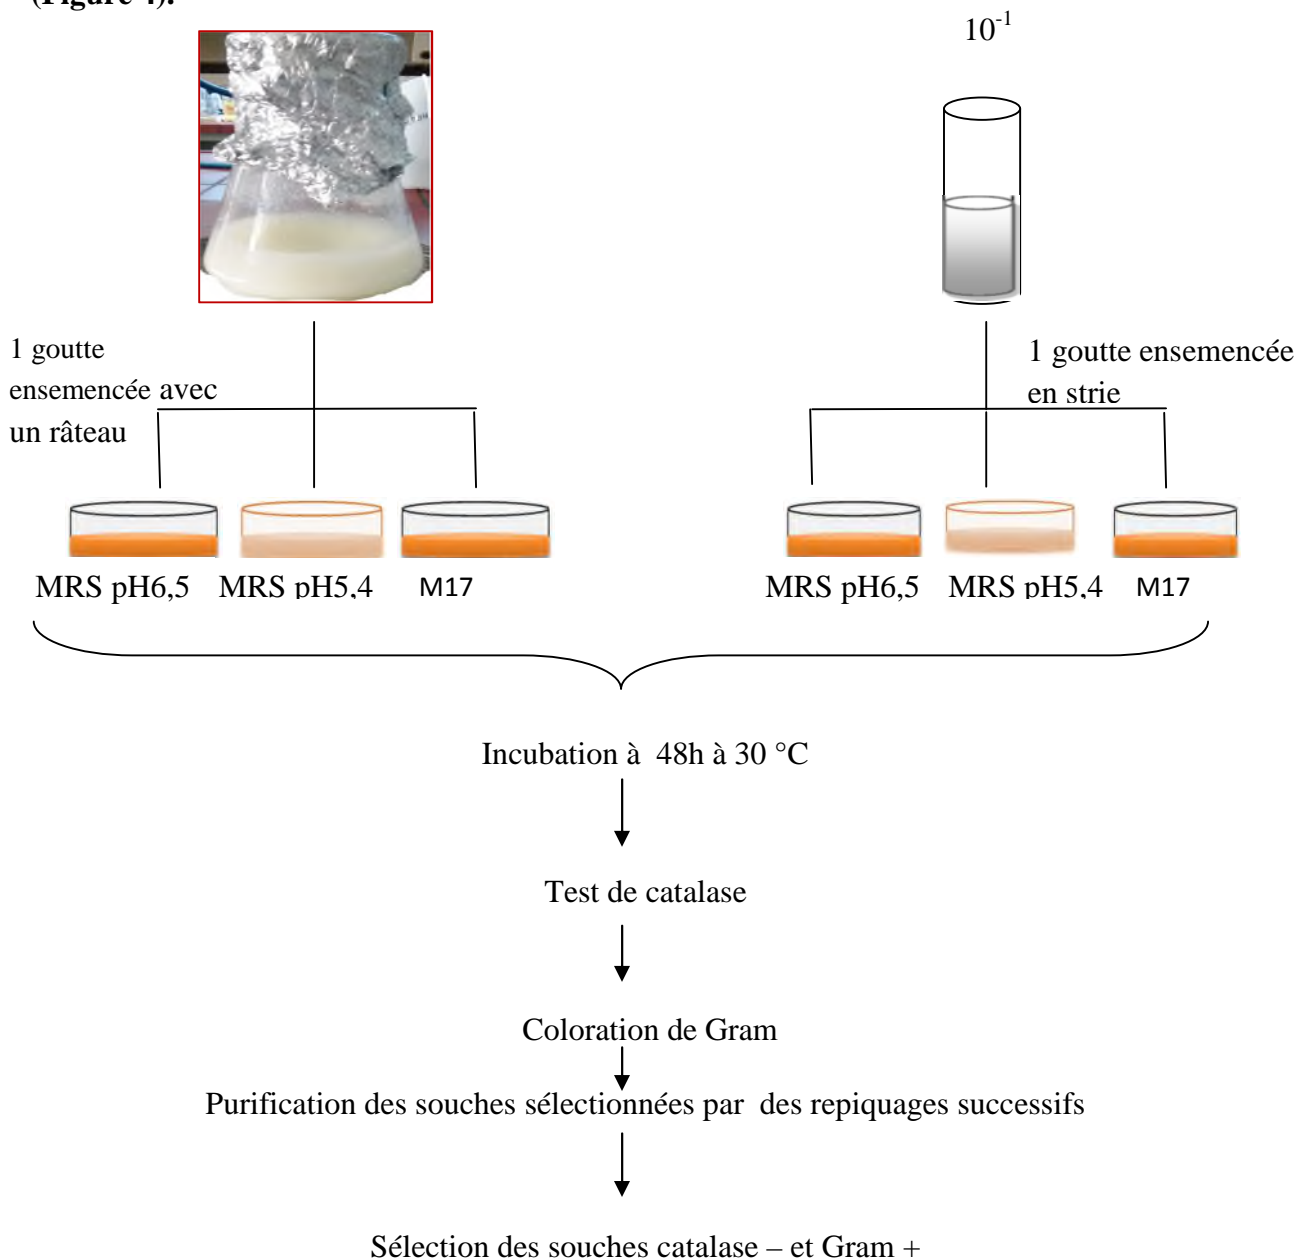 (Figure 4).
10-1
1 goutte
ensemencée avec
un râteau
1 goutte ensemencée
en strie
MRS pH6,5 MRS pH5,4 M17
MRS pH6,5 MRS pH5,4 M17
Incubation à 48h à 30 °C
Test de catalase
Coloration de Gram
Purification des souches sélectionnées par des repiquages successifs
Sélection des souches catalase – et Gram +